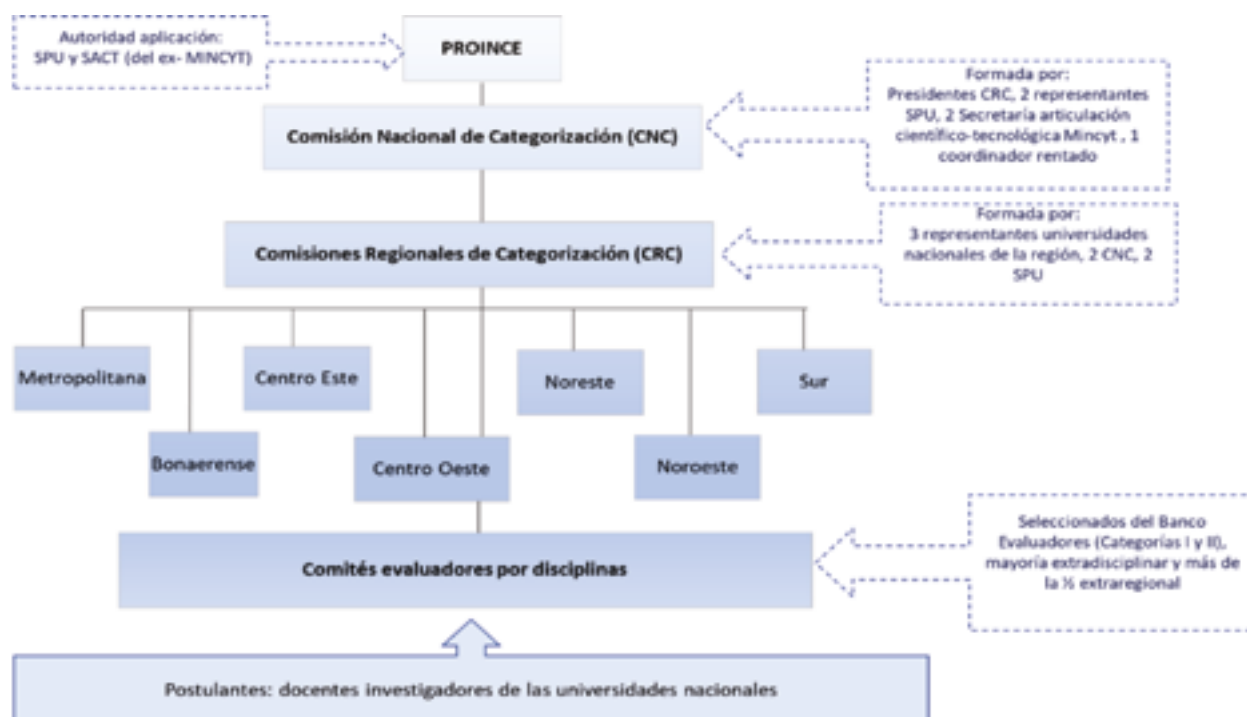 Autoridad aplicación:
SPU y SACT (del ex- MINCYT)
PROINCE
Formada por:
Presidentes CRC, 2 representantes
SPU, 2 Secretaría articulación
científico-tecnológica Mincyt , 1
coordinador rentado
Comisión Nacional de Categorización (CNC)
Formada por:
3 representantes universidades
nacionales de la región, 2 CNC, 2
SPU
Comisiones Regionales de Categorización (CRC)
Metropolitana
Centro Este
Noreste
Sur
Bonaerense
Centro Oeste
Noroeste
Seleccionados del Banco
Evaluadores (Categorías I y II),
mayoría extradisciplinar y más de
la ½ extraregional
Comités evaluadores por disciplinas
Postulantes: docentes investigadores de las universidades nacionales